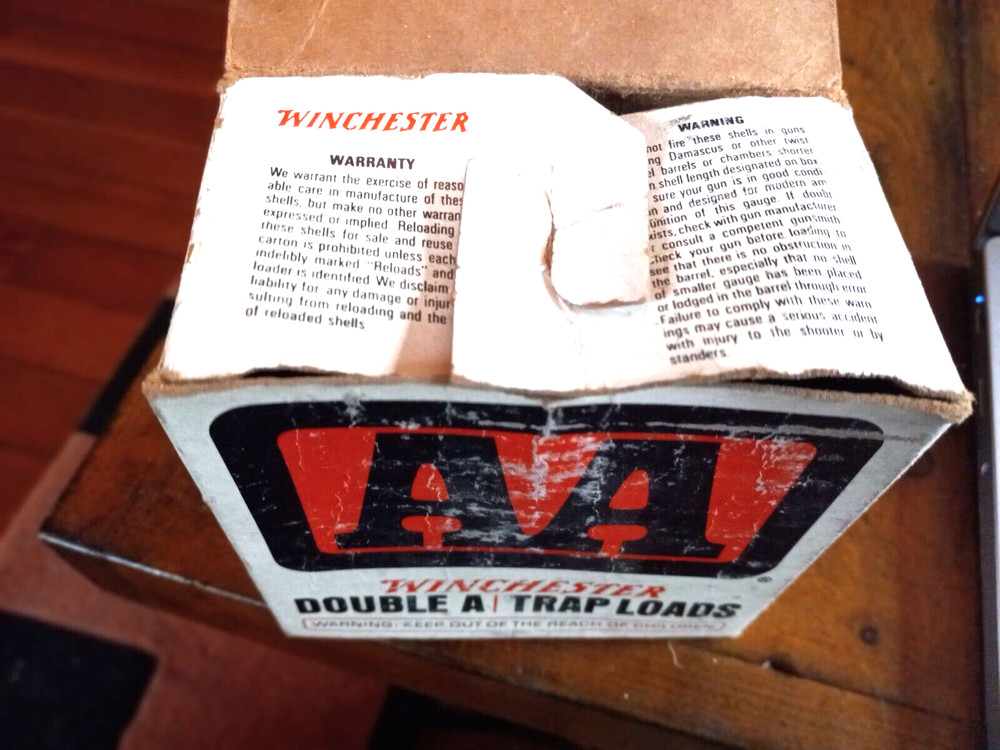 WINCHESTER
WARRANTY
We warrant the exercise of reaso
able care in manufacture of thes
shells, but make no other warran
expressed or implied Reloading
these shells for sale and reuse
carton is prohibited unless each
indelibly marked "Reloads" and
loader is identified We disclaim
liability for any damage or injur
sulting from reloading and the
of reloaded shells
WARNING
not fire these shells in guns
ng Damascus or other twist
el barrels or chambers shorter
n shell length designated on box.
sure your gun is in good condi
n and designed for modern am
unition of this gauge. If doubt
xists, check with gun manufacturer
r consult a competent gunsmith
heck your gun before loading to
see that there is no obstruction in
the barrel, especially that no shell
of smaller gauge has been placed
or lodged in the barrel through error
Failure to comply with these warn
ings may cause a serious accident
with injury to the shooter or by
standers.
AA
®
WINCHESTER
DOUBLE A | TRAP LOADS
WARNING: KEEP OUT OF THE REACH OF CHILDREN